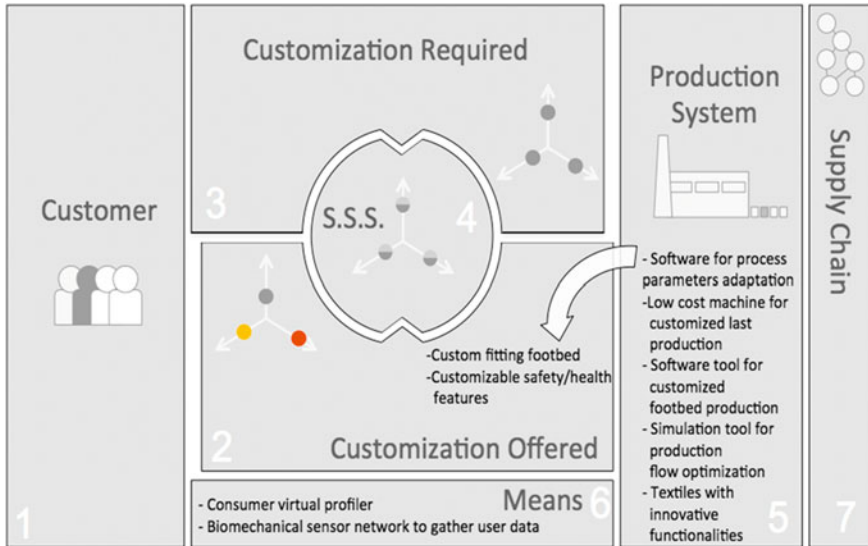 Customer
1
Customization Required
3
S.S.S.
4
2
-Custom fitting footbed
-Customizable safety/health
features
Customization Offered
Means
6
- Consumer virtual profiler
- Biomechanical sensor network to gather user data
Production
System
- Software for process
parameters adaptation
-Low cost machine for
customized last
production
- Software tool for
customized
footbed production
- Simulation tool for
production
flow optimization
- Textiles with
innovative
functionalities
5
Supply Chain
7